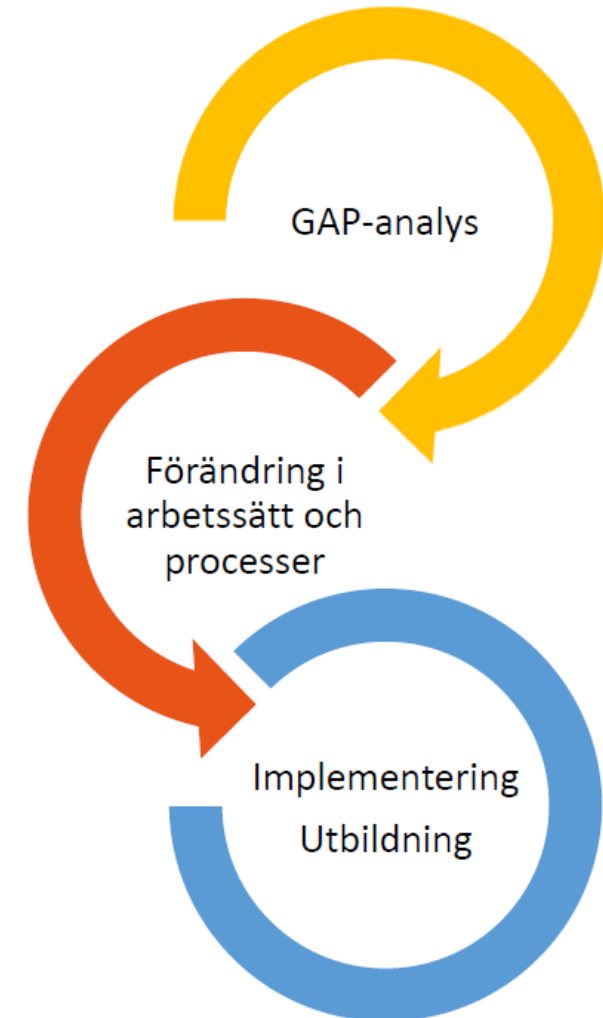 GAP-analys
Förändring i
arbetssätt och
processer
Implementering
Utbildning